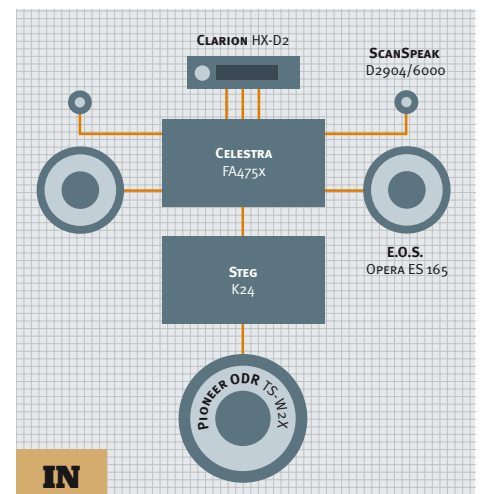 Clarion HX-D2
ScanSpeak
D2904/6000
Celestra
FA475X
E.O.S.
Opera ES 165
Steg
K24
Pioneer ODR TS-W2X
IN